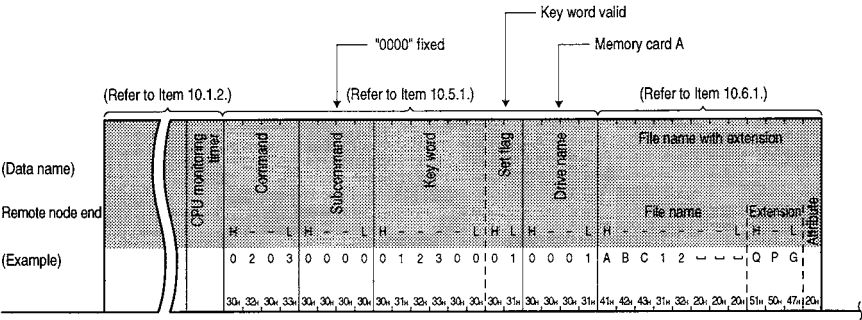 Key word valid
"0000" fixed
Memory card A
(Refer to Item 10.1.2.) (Refer to Item 10.5.1.) (Refer to Item 10.6.1.)
(Data name)
CPU monitoring timer
Command
Subcommand
Key word
Set flag
Drive name
File name with extension
Remote node end
File name Extension
Attribute
H - - L H - - L H - - L H L H - - L H - - L H - L
(Example)
0 2 0 3 0 0 0 0 0 1 2 3 0 0 0 1 0 0 0 1 A B C 1 2 ⎵ ⎵ ⎵ Q P G
30H 32H 30H 33H 30H 30H 30H 30H 30H 31H 32H 33H 30H 30H 30H 31H 30H 30H 30H 31H 41H 42H 43H 31H 32H 20H 20H 20H 51H 50H 47H 20H